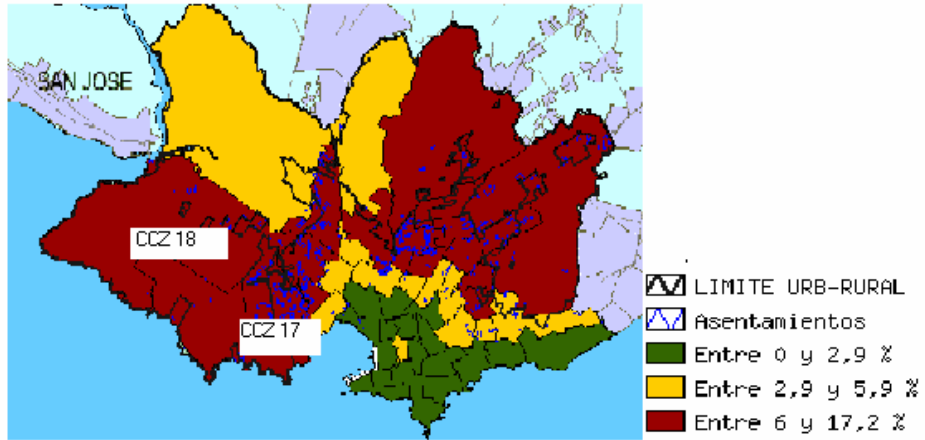 SAN JOSE
CCZ 18
CCZ 17
LIMITE URB-RURAL
Asentamientos
Entre 0 y 2,9 %
Entre 2,9 y 5,9 %
Entre 6 y 17,2 %